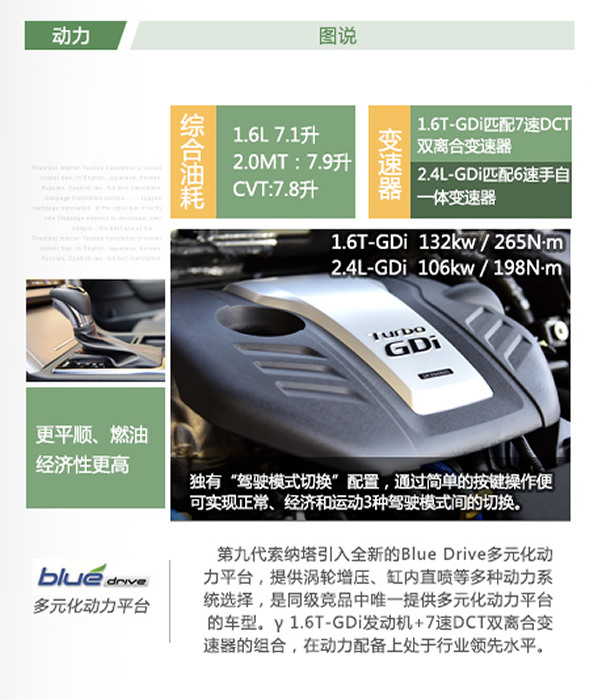 动力
图说
综合油耗
1.6L 7.1升
2.0MT：7.9升
CVT:7.8升
变速器
1.6T-GDi匹配7速DCT
双离合变速器
2.4L-GDi匹配6速手自
一体变速器
1.6T-GDi 132kw / 265N·m
2.4L-GDi 106kw / 198N·m
Turbo
GDi
更平顺、燃油
经济性更高
独有“驾驶模式切换”配置，通过简单的按键操作便
可实现正常、经济和运动3种驾驶模式间的切换。
blue drive
多元化动力平台
第九代索纳塔引入全新的Blue Drive多元化动
力平台，提供涡轮增压、缸内直喷等多种动力系
统选择，是同级竞品中唯一提供多元化动力平台
的车型。γ 1.6T-GDi发动机+7速DCT双离合变
速器的组合，在动力配备上处于行业领先水平。